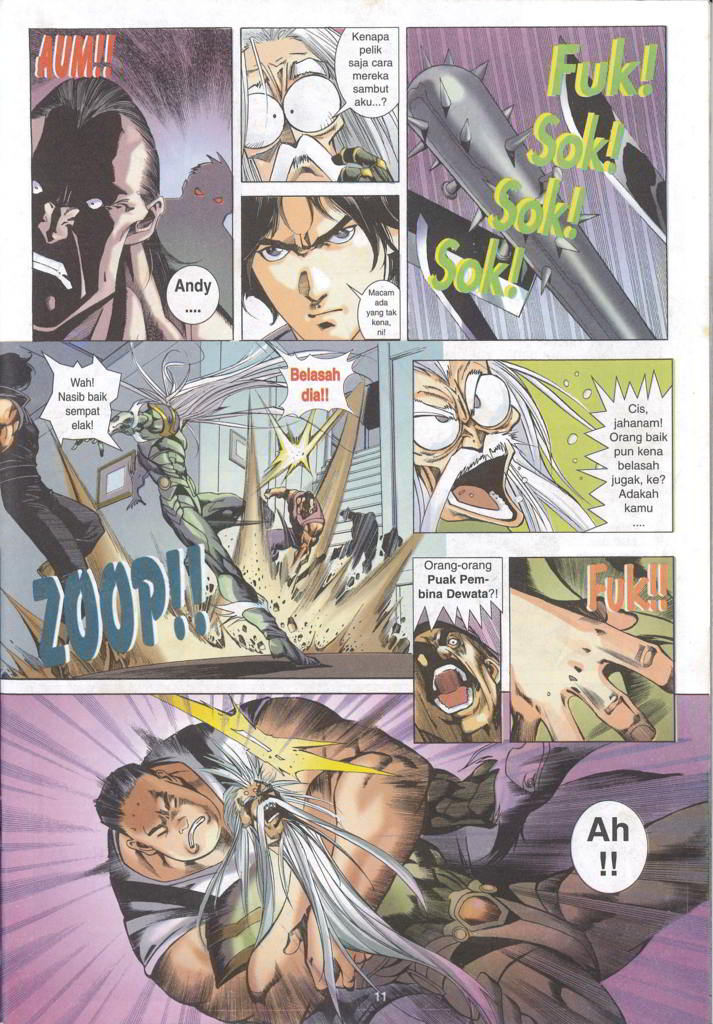 AUM!!
Andy
....
Kenapa
pelik
saja cara
mereka
sambut
aku...?
Macam
ada
yang tak
kena,
ni!
Fuk!
Sok!
Sok!
Sok!
Wah!
Nasib baik
sempat
elak!
Belasah
dia!!
ZOOP!!
Cis,
jahanam!
Orang baik
pun kena
belasah
jugak, ke?
Adakah
kamu
....
Orang-orang
Puak Pem-
bina Dewata?!
Fuk!!
Ah
!!
11